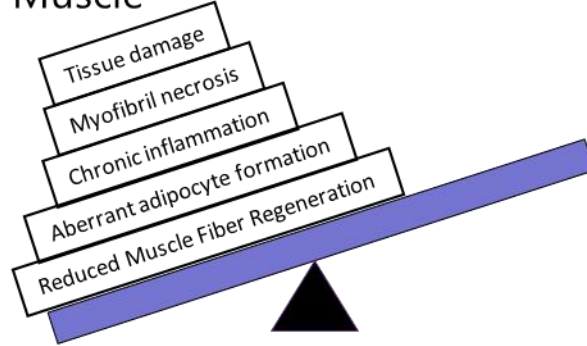 Muscle
Tissue damage
Myofibril necrosis
Chronic inflammation
Aberrant adipocyte formation
Reduced Muscle Fiber Regeneration